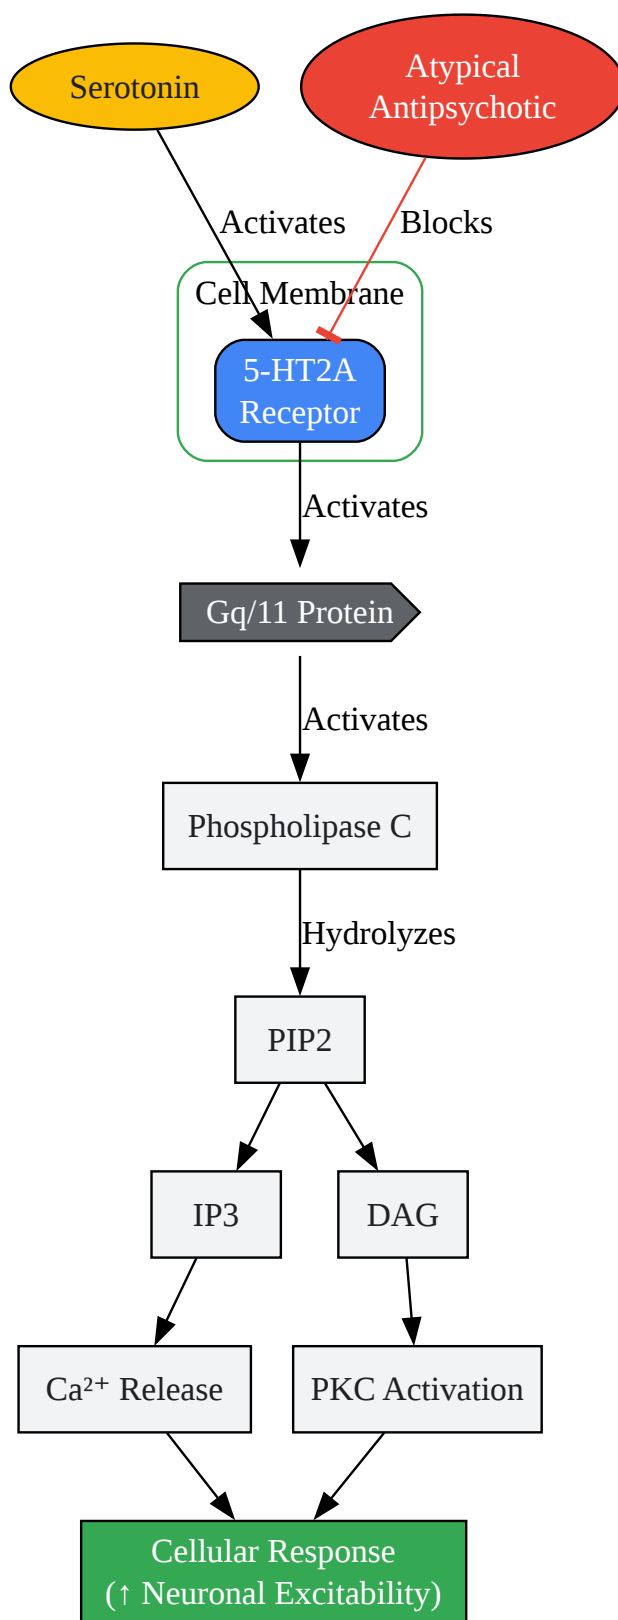 Serotonin
Atypical
Antipsychotic
Activates
Blocks
Cell Membrane
5-HT2A
Receptor
Activates
Gq/11 Protein
Activates
Phospholipase C
Hydrolyzes
PIP2
IP3
DAG
Ca²⁺ Release
PKC Activation
Cellular Response
(↑ Neuronal Excitability)